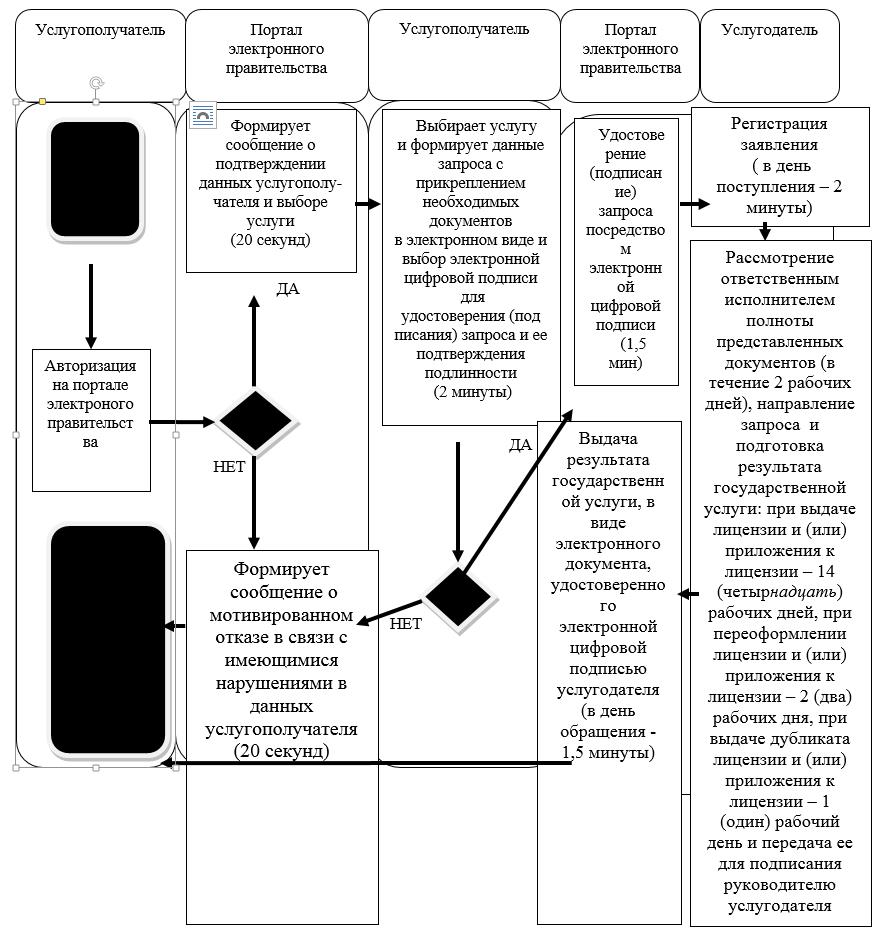 Услугополучатель
Портал
электронного
правительства
Услугополучатель
Портал
электронного
правительства
Услугодатель
Формирует
сообщение о
подтверждении
данных услугополу-
чателя и выборе
услуги
(20 секунд)
Выбирает услугу
и формирует данные
запроса с
прикреплением
необходимых
документов
в электронном виде и
выбор электронной
цифровой подписи
для
удостоверения (под
писания) запроса и ее
подтверждения
подлинности
(2 минуты)
Удостове
рение
(подписан
ие)
запроса
посредство
м
электронн
ой
цифровой
подписи
(1,5
мин)
Регистрация
заявления
( в день
поступления – 2
минуты)
Рассмотрение
ответственным
исполнителем
полноты
представленных
документов (в
течение 2 рабочих
дней), направление
запроса и
подготовка
результата
государственной
услуги: при выдаче
лицензии и (или)
приложения к
лицензии – 14
(четырнадцать)
рабочих дней, при
переоформлении
лицензии и (или)
приложения к
лицензии – 2 (два)
рабочих дня, при
выдаче дубликата
лицензии и (или)
приложения к
лицензии – 1
(один) рабочий
день и передача ее
для подписания
руководителю
услугодателя
ДА
Авторизация
на портале
электроного
правительст
ва
НЕТ
ДА
Выдача
результата
государственн
ой услуги, в
виде
электронного
документа,
удостоверенно
го
электронной
цифровой
подписью
услугодателя
(в день
обращения -
1,5 минуты)
НЕТ
Формирует
сообщение о
мотивированном
отказе в связи с
имеющимися
нарушениями в
данных
услугополучателя
(20 секунд)